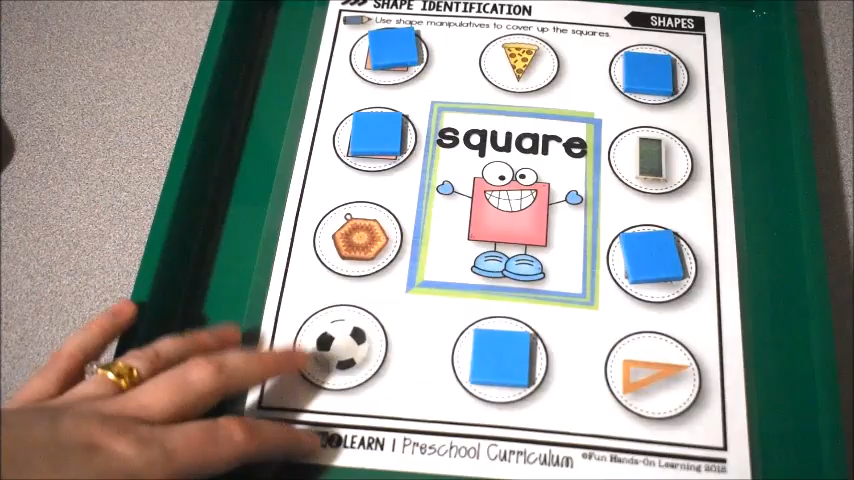 SHAPE IDENTIFICATION
SHAPES
Use shape manipulatives to cover up the squares.
square
LEARN | Preschool Curriculum
©Fun Hands-On Learning 2018